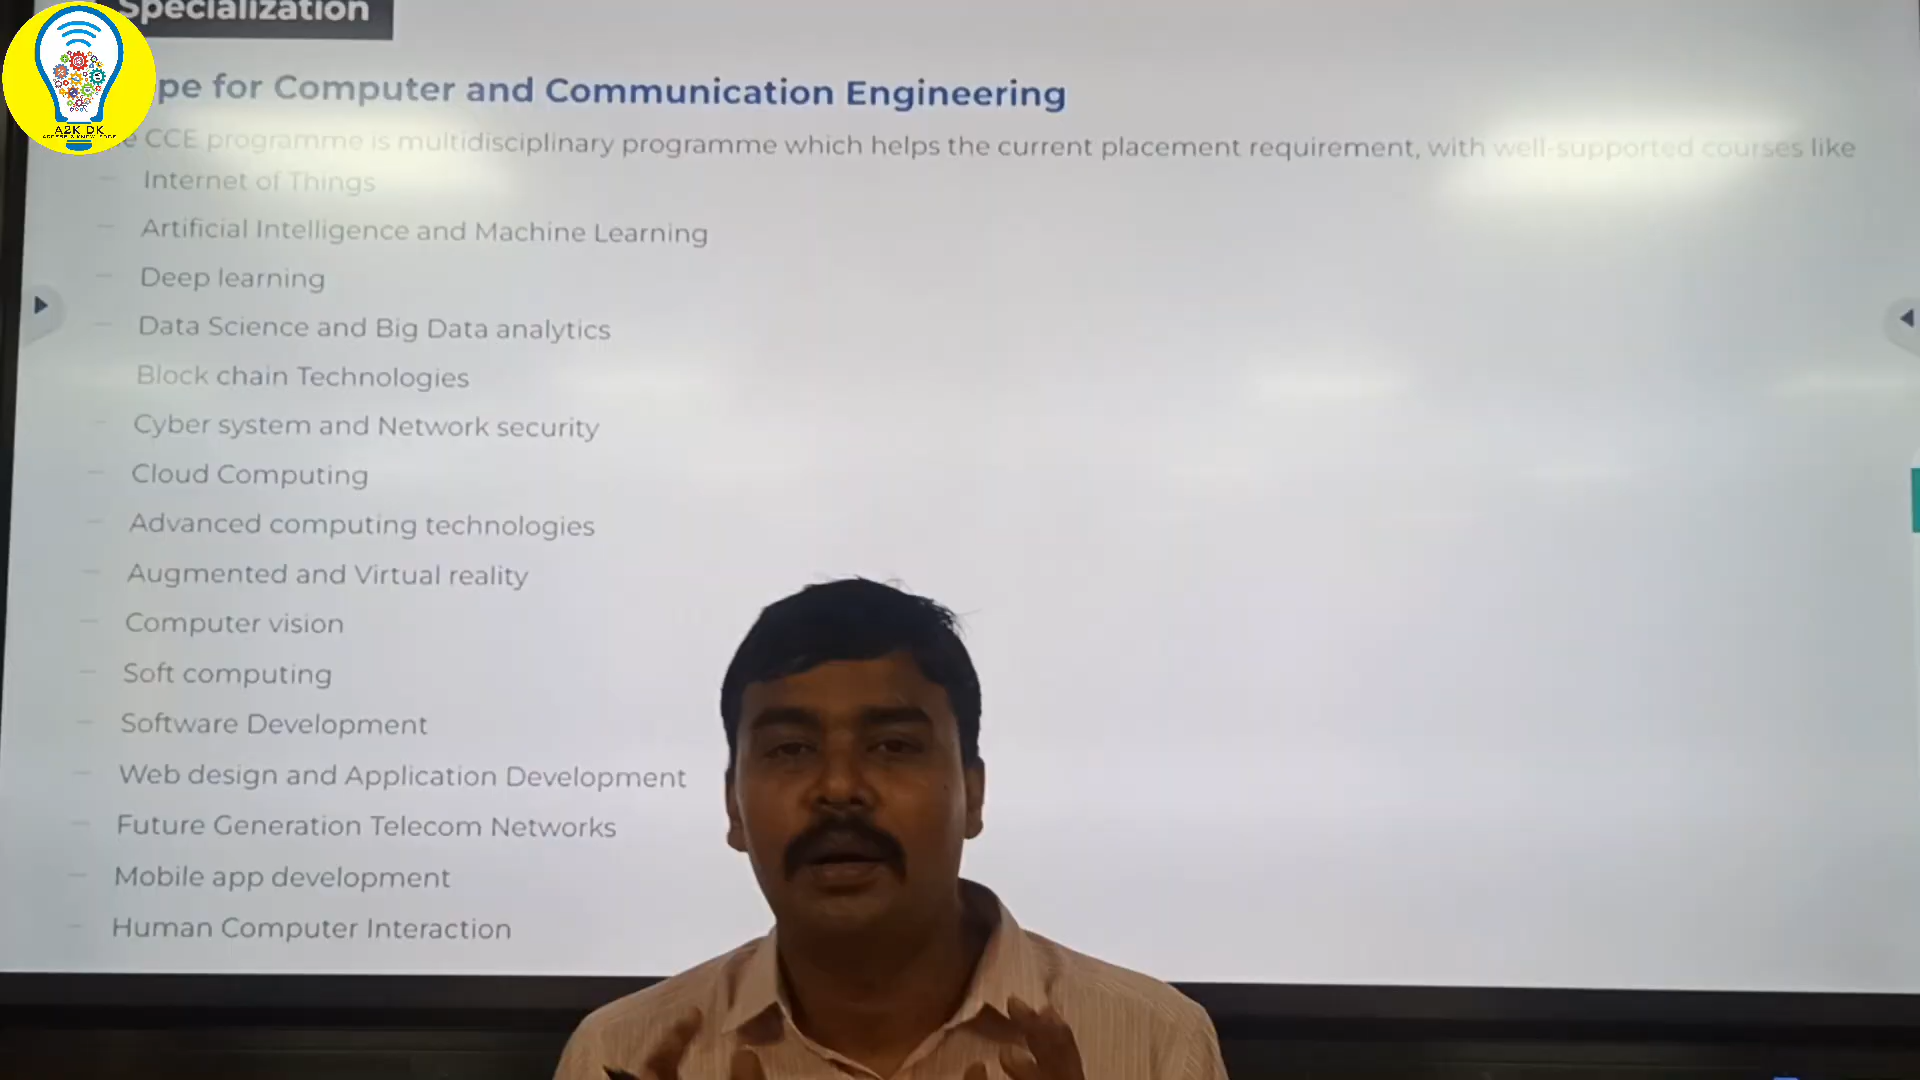 Specialization
pe for Computer and Communication Engineering
e CCE programme is multidisciplinary programme which helps the current placement requirement, with well-supported courses like
Internet of Things
Artificial Intelligence and Machine Learning
Deep learning
Data Science and Big Data analytics
Block chain Technologies
Cyber system and Network security
Cloud Computing
Advanced computing technologies
Augmented and Virtual reality
Computer vision
Soft computing
Software Development
Web design and Application Development
Future Generation Telecom Networks
Mobile app development
Human Computer Interaction
A2K DK